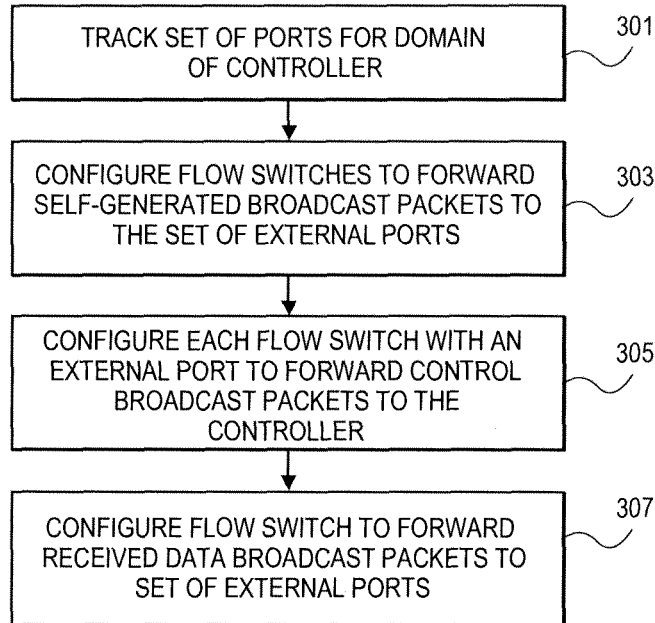 TRACK SET OF PORTS FOR DOMAIN
OF CONTROLLER
301
CONFIGURE FLOW SWITCHES TO FORWARD
SELF-GENERATED BROADCAST PACKETS TO
THE SET OF EXTERNAL PORTS
303
CONFIGURE EACH FLOW SWITCH WITH AN
EXTERNAL PORT TO FORWARD CONTROL
BROADCAST PACKETS TO THE
CONTROLLER
305
CONFIGURE FLOW SWITCH TO FORWARD
RECEIVED DATA BROADCAST PACKETS TO
SET OF EXTERNAL PORTS
307